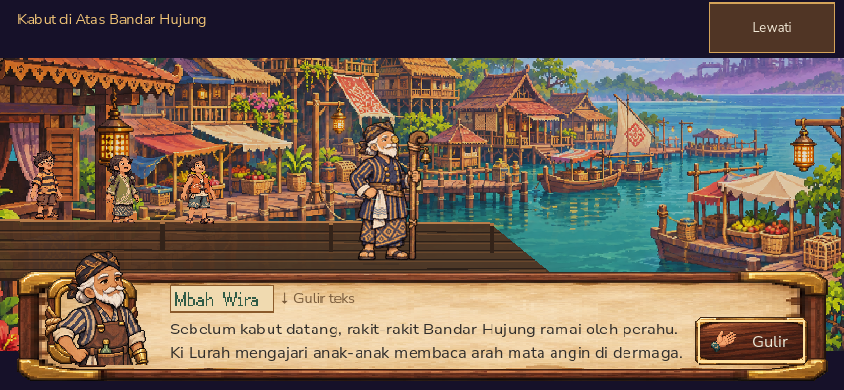 Kabut di Atas Bandar Hujung
Lewati
Mbah Wira
↓ Gulir teks
Sebelum kabut datang, rakit-rakit Bandar Hujung ramai oleh perahu.
Ki Lurah mengajari anak-anak membaca arah mata angin di dermaga.
Gulir